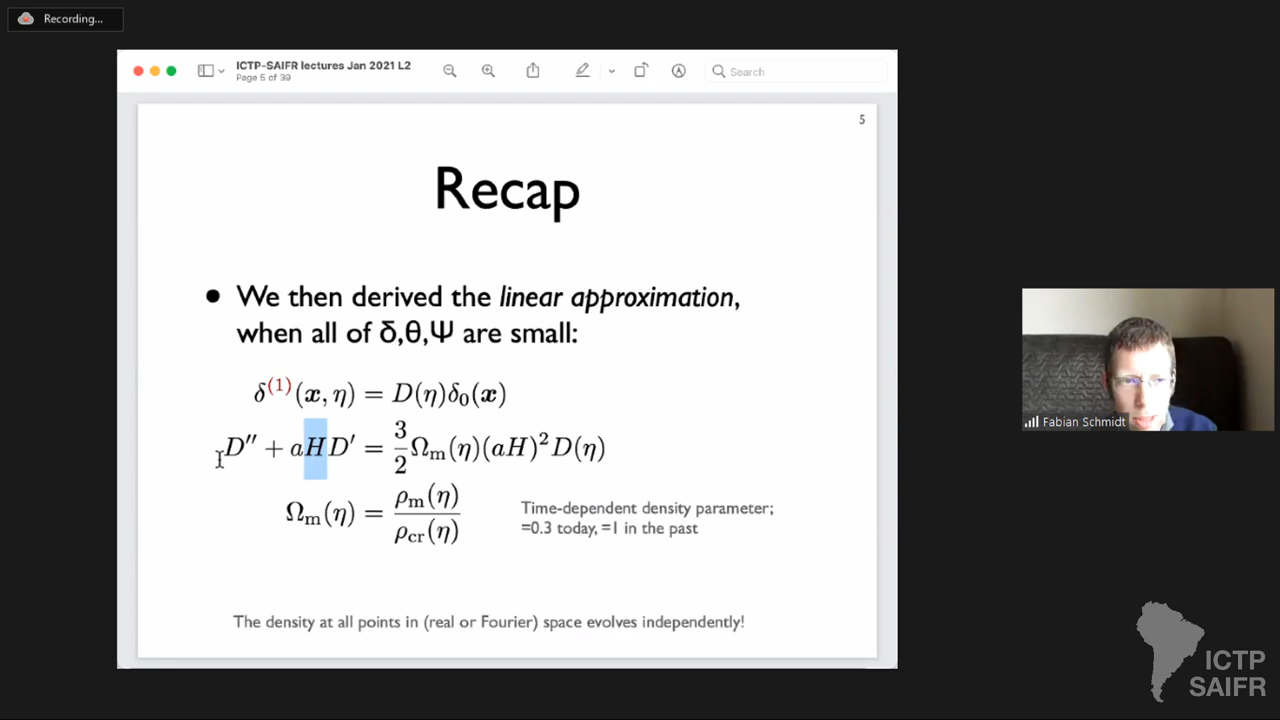 Recording...
ICTP-SAIFR lectures Jan 2021 L2
Page 5 of 39
Search
5
Recap
• We then derived the linear approximation,
when all of δ,θ,Ψ are small:
δ⁽¹⁾(x, η) = D(η)δ₀(x)
D″ + aHD′ = 3/2 Ωₘ(η)(aH)²D(η)
Ωₘ(η) = ρₘ(η)/ρcr(η)
Time-dependent density parameter;
=0.3 today, =1 in the past
The density at all points in (real or Fourier) space evolves independently!
Fabian Schmidt
ICTP
SAIFR